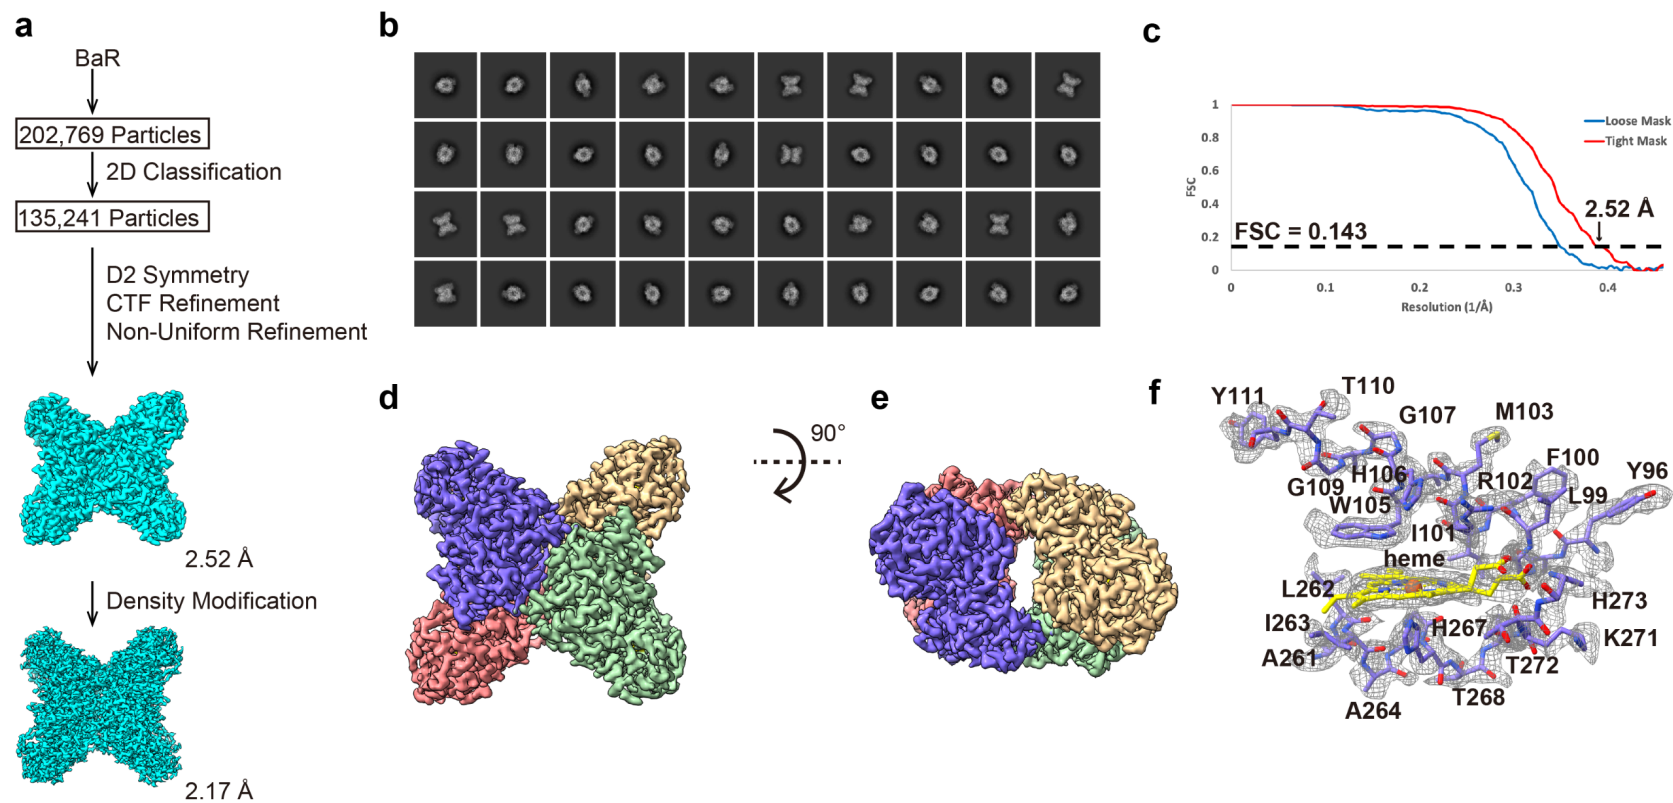 a
BaR
202,769 Particles
2D Classification
135,241 Particles
D2 Symmetry
CTF Refinement
Non-Uniform Refinement
2.52 Å
Density Modification
2.17 Å
b
c
1
0.8
0.6
0.4
0.2
0
FSC
Loose Mask
Tight Mask
2.52 Å
FSC = 0.143
0
0.1
0.2
0.3
0.4
Resolution (1/Å)
d
90°
e
f
Y111
T110
G107
M103
G109
H106
W105
R102
F100
L99
Y96
I101
heme
L262
H273
I263
H267
K271
A261
T272
T268
A264